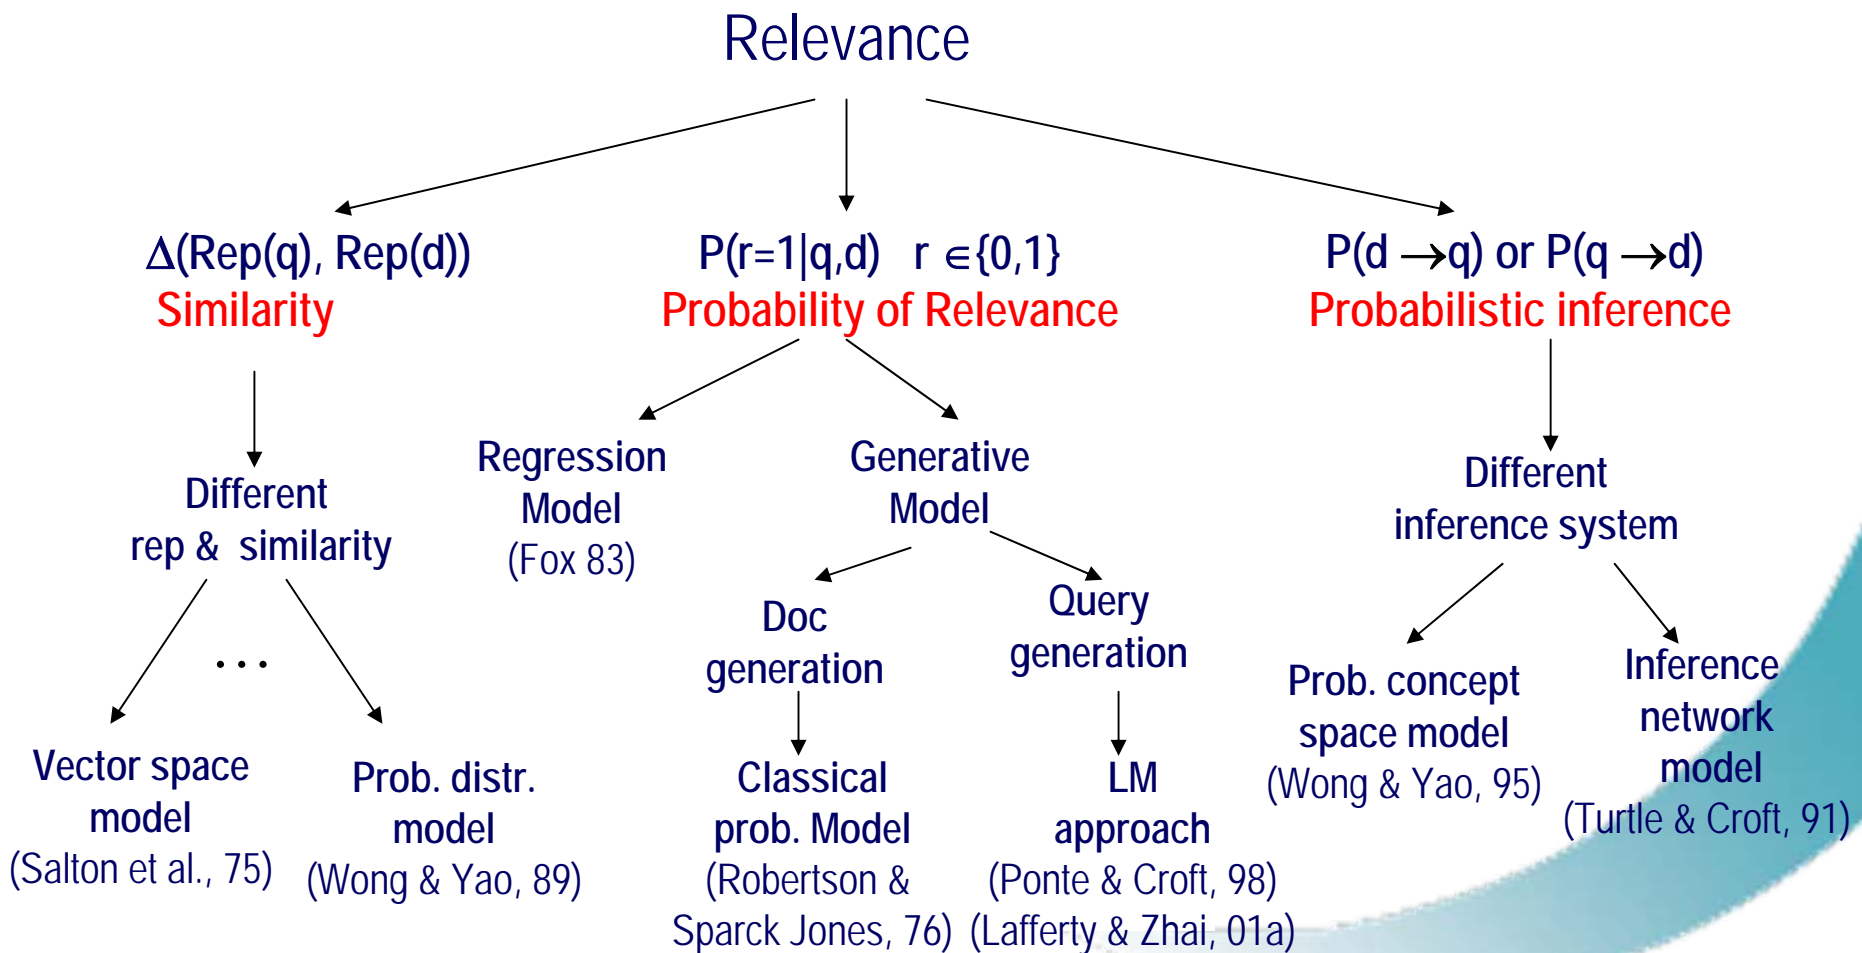 Relevance
Δ(Rep(q), Rep(d))
Similarity
P(r=1|q,d) r ∈{0,1}
Probability of Relevance
P(d →q) or P(q →d)
Probabilistic inference
Different
rep & similarity
Regression
Model
(Fox 83)
Generative
Model
Different
inference system
...
Doc
generation
Query
generation
Vector space
model
(Salton et al., 75)
Prob. distr.
model
(Wong & Yao, 89)
Classical
prob. Model
(Robertson &
Sparck Jones, 76)
LM
approach
(Ponte & Croft, 98)
(Lafferty & Zhai, 01a)
Prob. concept
space model
(Wong & Yao, 95)
Inference
network
model
(Turtle & Croft, 91)